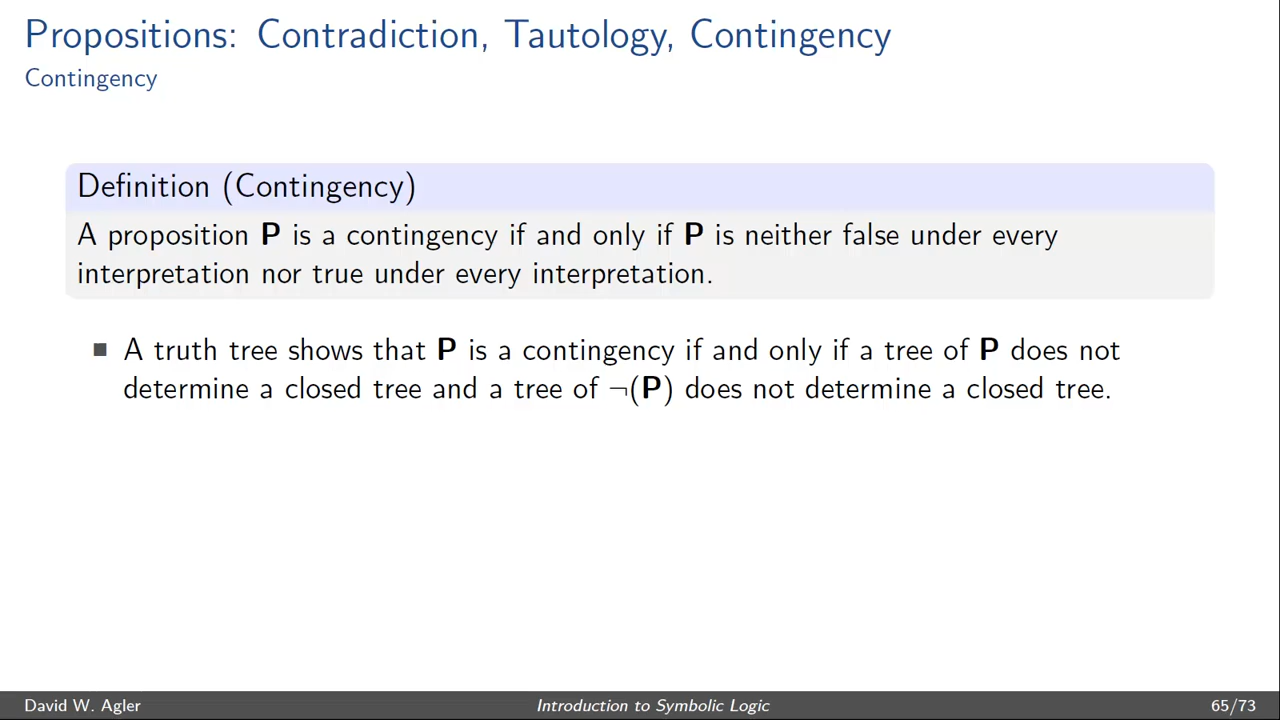 Propositions: Contradiction, Tautology, Contingency
Contingency
Definition (Contingency)
A proposition P is a contingency if and only if P is neither false under every
interpretation nor true under every interpretation.
■ A truth tree shows that P is a contingency if and only if a tree of P does not
determine a closed tree and a tree of ¬(P) does not determine a closed tree.
David W. Agler
Introduction to Symbolic Logic
65/73